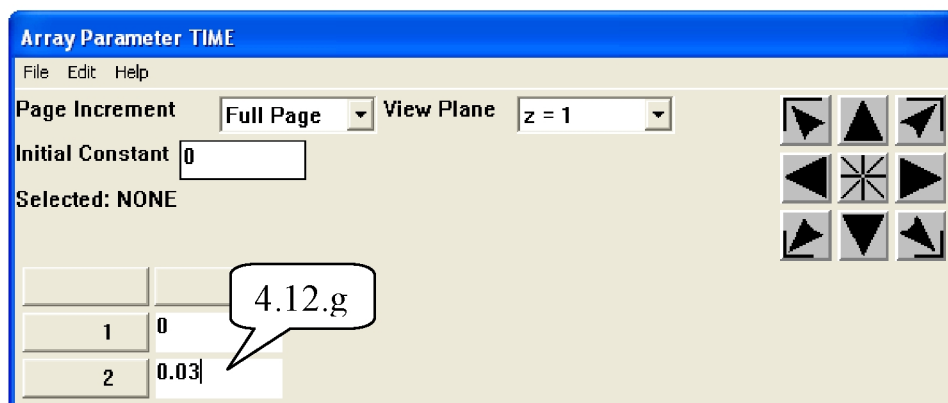 Array Parameter TIME
File Edit Help
Page Increment Full Page View Plane z = 1
Initial Constant 0
Selected: NONE
4.12.g
1 0
2 0.03